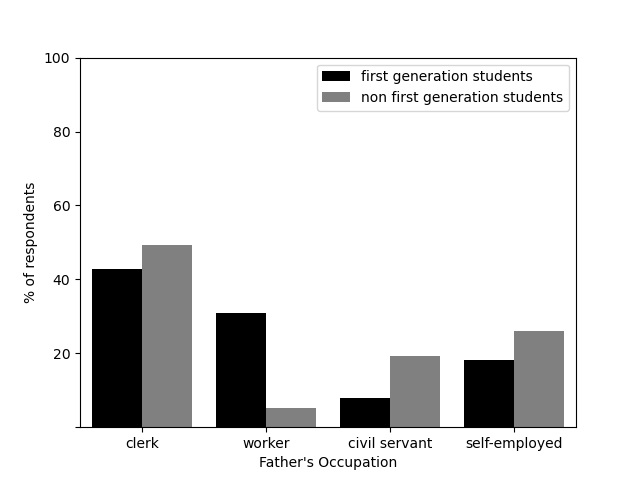 100
80
60
40
20
% of respondents
first generation students
non first generation students
clerk worker civil servant self-employed
Father's Occupation